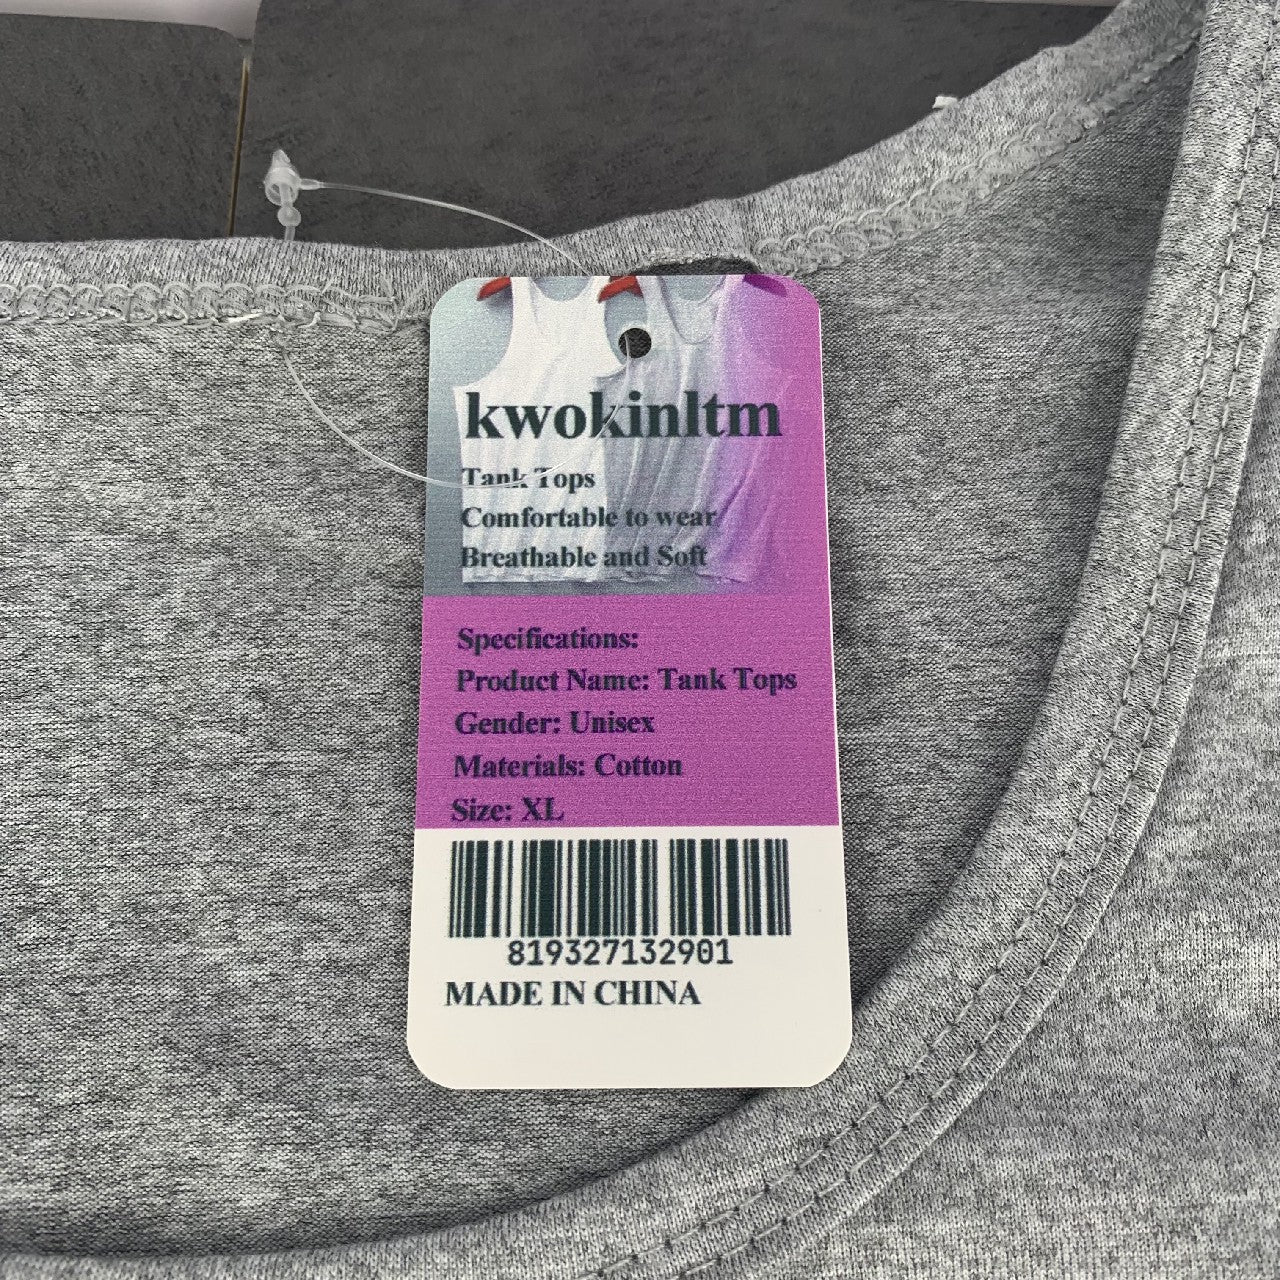 kwokinltm
Tank Tops
Comfortable to wear
Breathable and Soft
Specifications:
Product Name: Tank Tops
Gender: Unisex
Materials: Cotton
Size: XL
819327132901
MADE IN CHINA